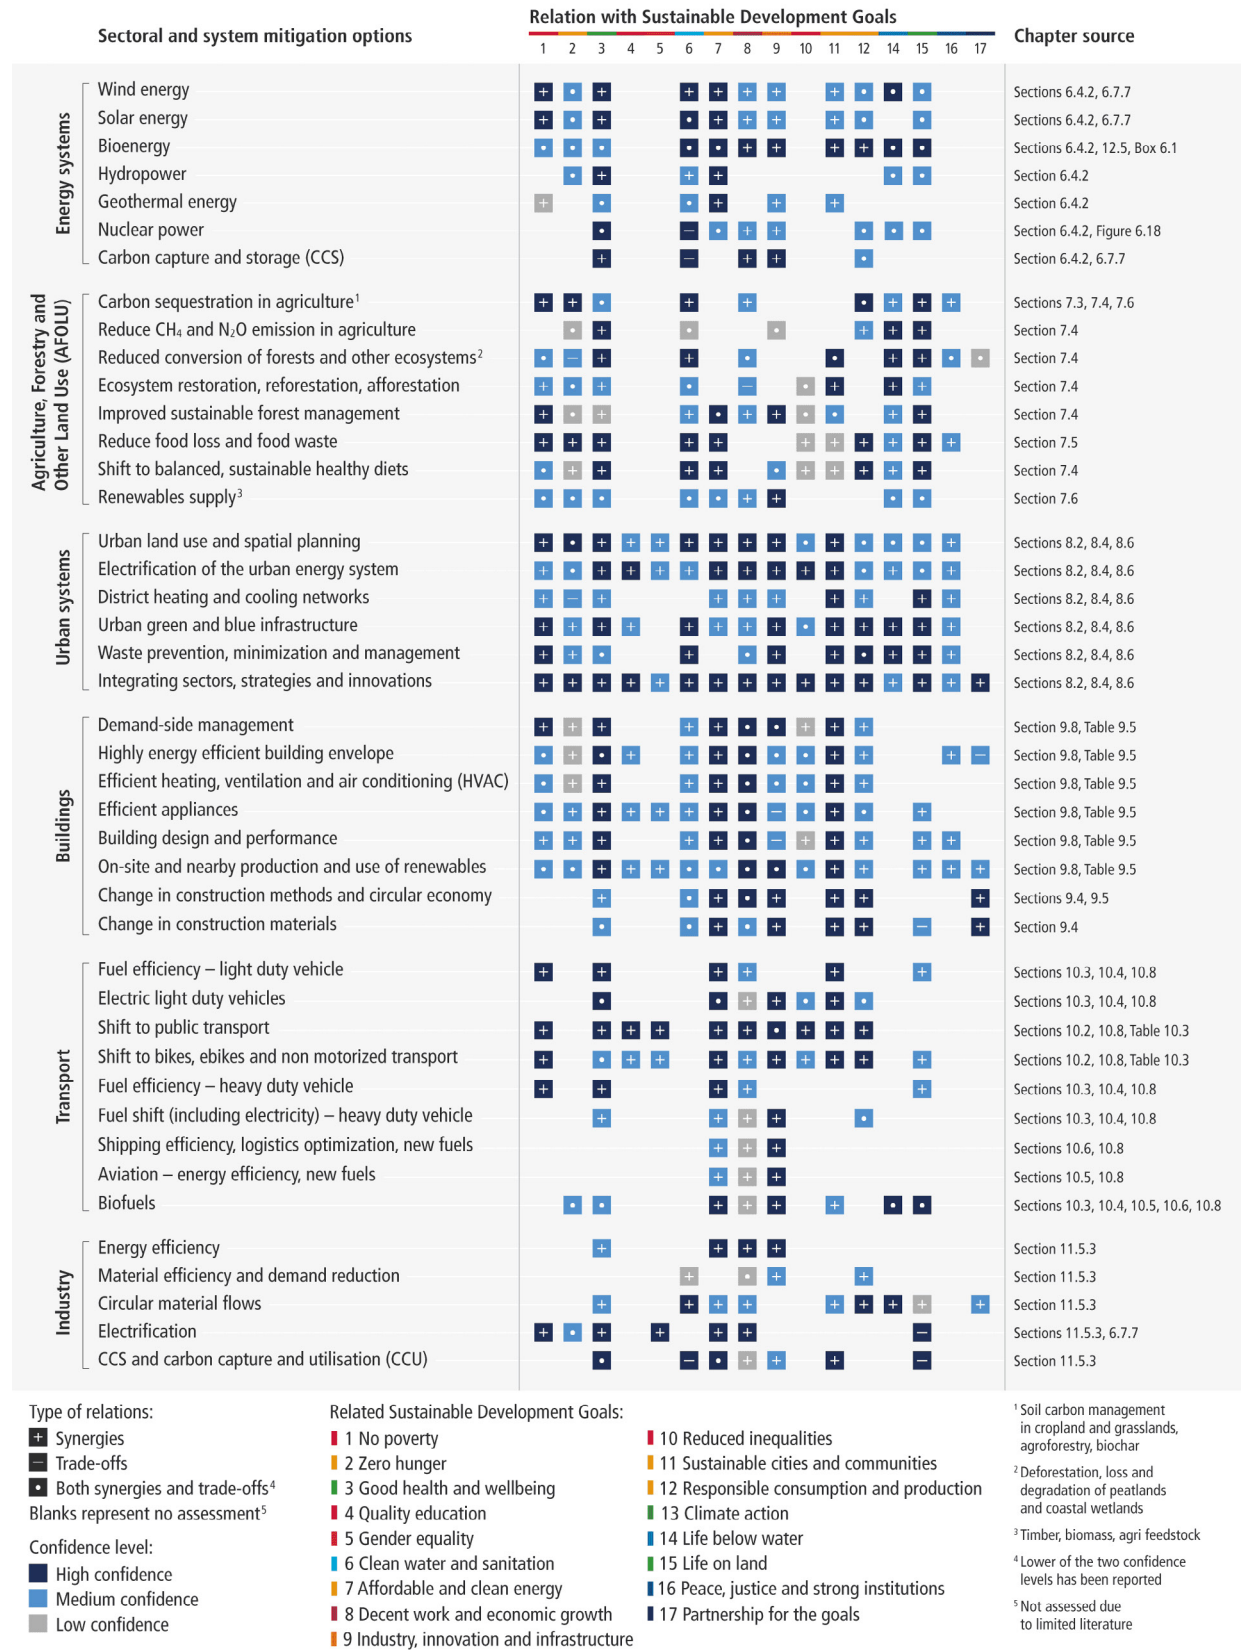 Relation with Sustainable Development Goals
Sectoral and system mitigation options
Chapter source
1 2 3 4 5 6 7 8 9 10 11 12 14 15 16 17
Energy systems
Wind energy Sections 6.4.2, 6.7.7
Solar energy Sections 6.4.2, 6.7.7
Bioenergy Sections 6.4.2, 12.5, Box 6.1
Hydropower Section 6.4.2
Geothermal energy Section 6.4.2
Nuclear power Section 6.4.2, Figure 6.18
Carbon capture and storage (CCS) Section 6.4.2, 6.7.7
Agriculture, Forestry and
Other Land Use (AFOLU)
Carbon sequestration in agriculture¹ Sections 7.3, 7.4, 7.6
Reduce CH₄ and N₂O emission in agriculture Section 7.4
Reduced conversion of forests and other ecosystems² Section 7.4
Ecosystem restoration, reforestation, afforestation Section 7.4
Improved sustainable forest management Section 7.4
Reduce food loss and food waste Section 7.5
Shift to balanced, sustainable healthy diets Section 7.4
Renewables supply³ Section 7.6
Urban systems
Urban land use and spatial planning Sections 8.2, 8.4, 8.6
Electrification of the urban energy system Sections 8.2, 8.4, 8.6
District heating and cooling networks Sections 8.2, 8.4, 8.6
Urban green and blue infrastructure Sections 8.2, 8.4, 8.6
Waste prevention, minimization and management Sections 8.2, 8.4, 8.6
Integrating sectors, strategies and innovations Sections 8.2, 8.4, 8.6
Buildings
Demand-side management Section 9.8, Table 9.5
Highly energy efficient building envelope Section 9.8, Table 9.5
Efficient heating, ventilation and air conditioning (HVAC) Section 9.8, Table 9.5
Efficient appliances Section 9.8, Table 9.5
Building design and performance Section 9.8, Table 9.5
On-site and nearby production and use of renewables Section 9.8, Table 9.5
Change in construction methods and circular economy Sections 9.4, 9.5
Change in construction materials Section 9.4
Transport
Fuel efficiency – light duty vehicle Sections 10.3, 10.4, 10.8
Electric light duty vehicles Sections 10.3, 10.4, 10.8
Shift to public transport Sections 10.2, 10.8, Table 10.3
Shift to bikes, ebikes and non motorized transport Sections 10.2, 10.8, Table 10.3
Fuel efficiency – heavy duty vehicle Sections 10.3, 10.4, 10.8
Fuel shift (including electricity) – heavy duty vehicle Sections 10.3, 10.4, 10.8
Shipping efficiency, logistics optimization, new fuels Sections 10.6, 10.8
Aviation – energy efficiency, new fuels Sections 10.5, 10.8
Biofuels Sections 10.3, 10.4, 10.5, 10.6, 10.8
Industry
Energy efficiency Section 11.5.3
Material efficiency and demand reduction Section 11.5.3
Circular material flows Section 11.5.3
Electrification Sections 11.5.3, 6.7.7
CCS and carbon capture and utilisation (CCU) Section 11.5.3
Type of relations:
+ Synergies
– Trade-offs
• Both synergies and trade-offs⁴
Blanks represent no assessment⁵
Confidence level:
High confidence
Medium confidence
Low confidence
Related Sustainable Development Goals:
1 No poverty
2 Zero hunger
3 Good health and wellbeing
4 Quality education
5 Gender equality
6 Clean water and sanitation
7 Affordable and clean energy
8 Decent work and economic growth
9 Industry, innovation and infrastructure
10 Reduced inequalities
11 Sustainable cities and communities
12 Responsible consumption and production
13 Climate action
14 Life below water
15 Life on land
16 Peace, justice and strong institutions
17 Partnership for the goals
¹ Soil carbon management
in cropland and grasslands,
agroforestry, biochar
² Deforestation, loss and
degradation of peatlands
and coastal wetlands
³ Timber, biomass, agri feedstock
⁴ Lower of the two confidence
levels has been reported
⁵ Not assessed due
to limited literature